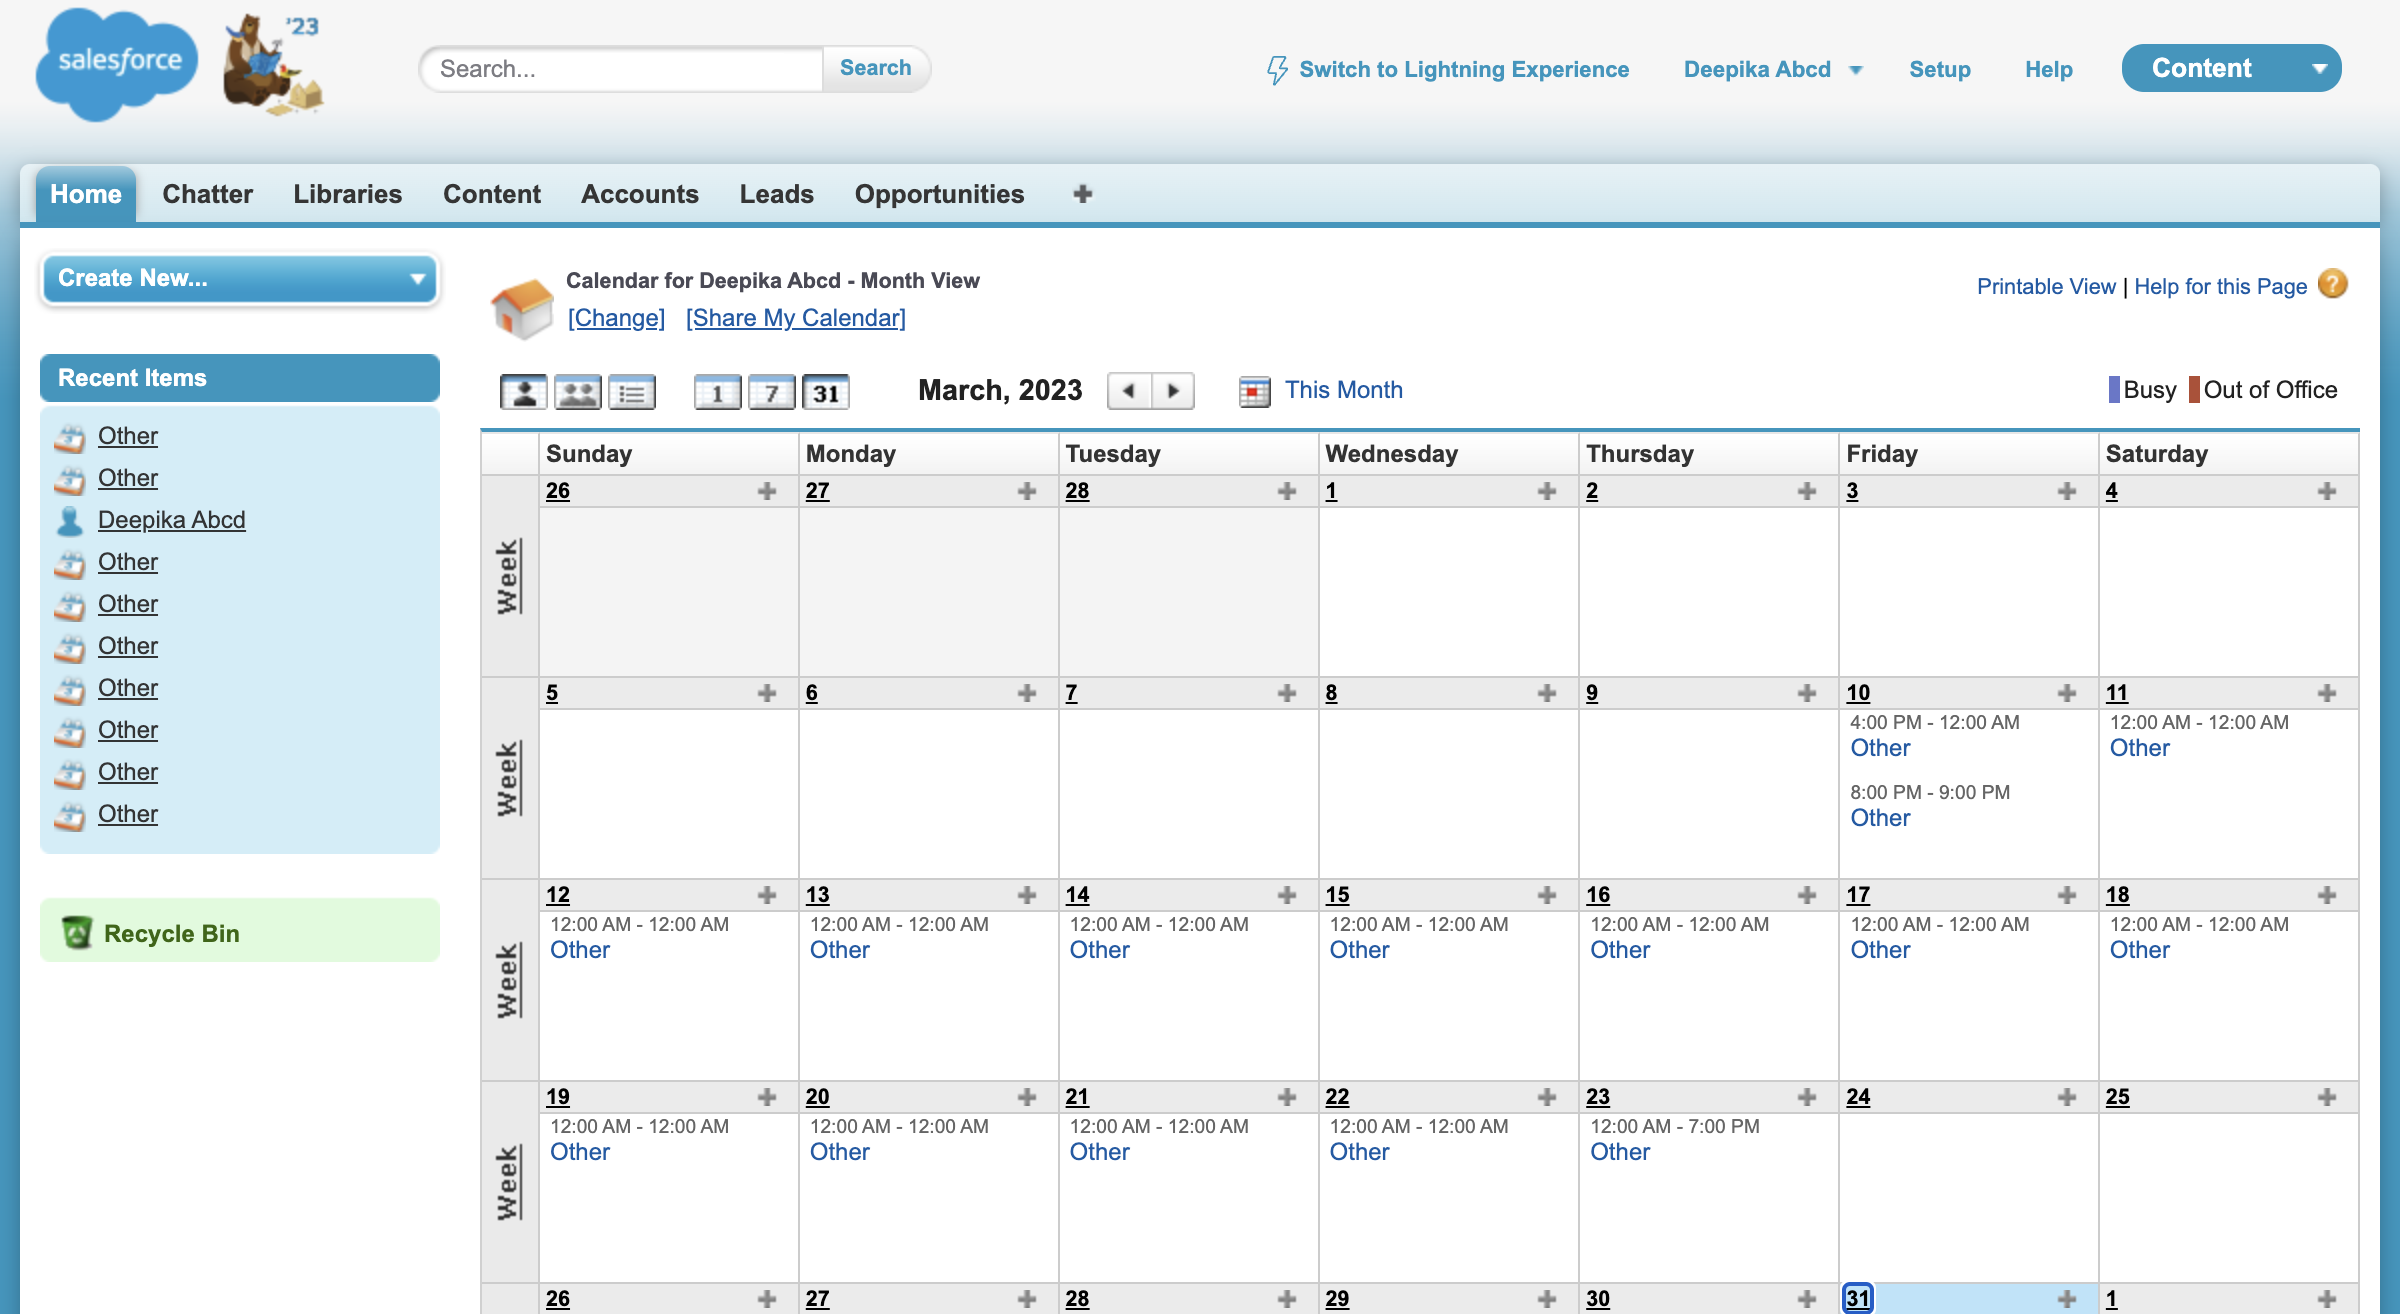 salesforce
'23
Search...
Search
Switch to Lightning Experience
Deepika Abcd
Setup
Help
Content
Home
Chatter
Libraries
Content
Accounts
Leads
Opportunities
Create New...
Recent Items
Other
Other
Deepika Abcd
Other
Other
Other
Other
Other
Other
Other
Recycle Bin
Calendar for Deepika Abcd - Month View
[Change] [Share My Calendar]
Printable View | Help for this Page ?
1 7 31
March, 2023
This Month
Busy Out of Office
Sunday Monday Tuesday Wednesday Thursday Friday Saturday
Week
26 27 28 1 2 3 4
Week
5 6 7 8 9 10 11
4:00 PM - 12:00 AM 12:00 AM - 12:00 AM
Other Other
8:00 PM - 9:00 PM
Other
Week
12 13 14 15 16 17 18
12:00 AM - 12:00 AM 12:00 AM - 12:00 AM 12:00 AM - 12:00 AM 12:00 AM - 12:00 AM 12:00 AM - 12:00 AM 12:00 AM - 12:00 AM 12:00 AM - 12:00 AM
Other Other Other Other Other Other Other
Week
19 20 21 22 23 24 25
12:00 AM - 12:00 AM 12:00 AM - 12:00 AM 12:00 AM - 12:00 AM 12:00 AM - 12:00 AM 12:00 AM - 7:00 PM
Other Other Other Other Other
26 27 28 29 30 31 1